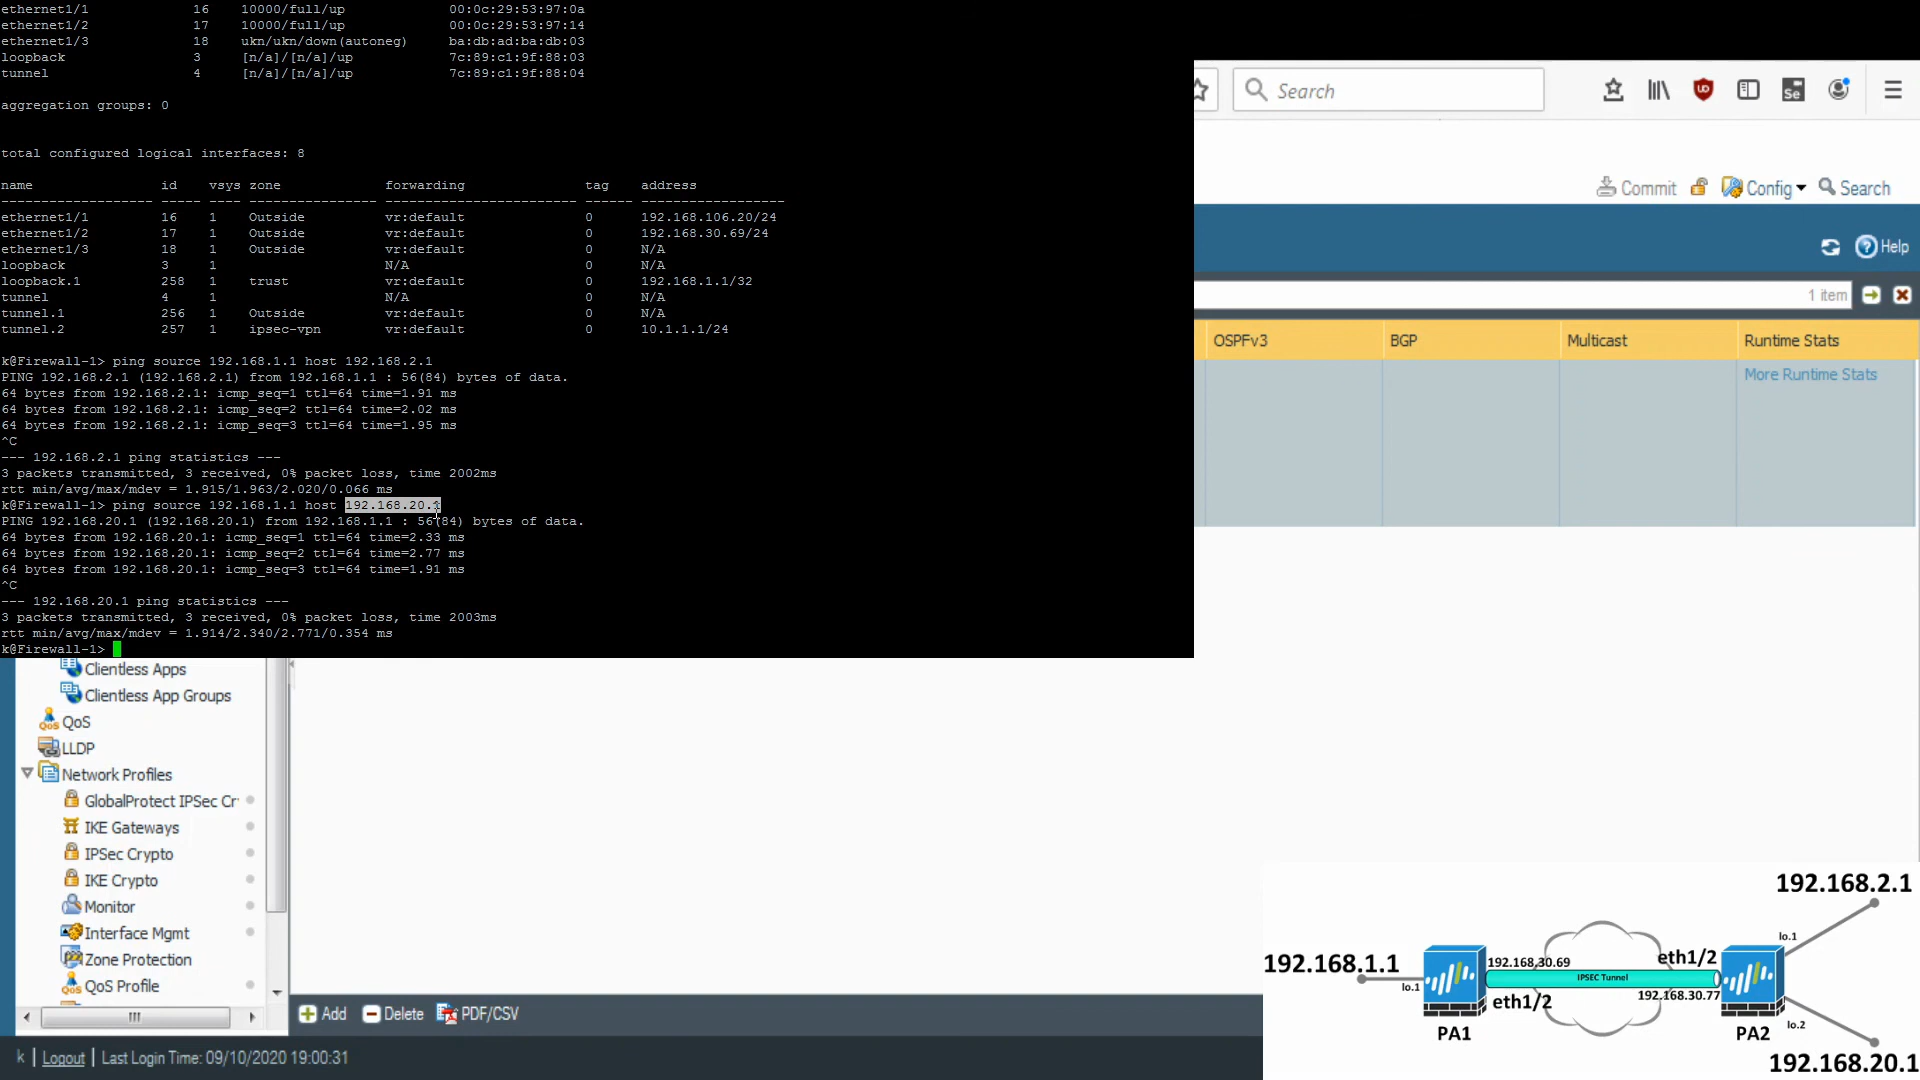 ethernet1/1 16 10000/full/up 00:0c:29:53:97:0a
ethernet1/2 17 10000/full/up 00:0c:29:53:97:14
ethernet1/3 18 ukn/ukn/down(autoneg) ba:db:ad:ba:db:03
loopback 3 [n/a]/[n/a]/up 7c:89:c1:9f:88:03
tunnel 4 [n/a]/[n/a]/up 7c:89:c1:9f:88:04
aggregation groups: 0
total configured logical interfaces: 8
name id vsys zone forwarding tag address
------------------- ----- ---- ---------------- ------------------------ ------ ------------------
ethernet1/1 16 1 Outside vr:default 0 192.168.106.20/24
ethernet1/2 17 1 Outside vr:default 0 192.168.30.69/24
ethernet1/3 18 1 Outside vr:default 0 N/A
loopback 3 1 N/A 0 N/A
loopback.1 258 1 trust vr:default 0 192.168.1.1/32
tunnel 4 1 N/A 0 N/A
tunnel.1 256 1 Outside vr:default 0 N/A
tunnel.2 257 1 ipsec-vpn vr:default 0 10.1.1.1/24
k@Firewall-1> ping source 192.168.1.1 host 192.168.2.1
PING 192.168.2.1 (192.168.2.1) from 192.168.1.1 : 56(84) bytes of data.
64 bytes from 192.168.2.1: icmp_seq=1 ttl=64 time=1.91 ms
64 bytes from 192.168.2.1: icmp_seq=2 ttl=64 time=2.02 ms
64 bytes from 192.168.2.1: icmp_seq=3 ttl=64 time=1.95 ms
^C
--- 192.168.2.1 ping statistics ---
3 packets transmitted, 3 received, 0% packet loss, time 2002ms
rtt min/avg/max/mdev = 1.915/1.963/2.020/0.066 ms
k@Firewall-1> ping source 192.168.1.1 host 192.168.20.1
PING 192.168.20.1 (192.168.20.1) from 192.168.1.1 : 56(84) bytes of data.
64 bytes from 192.168.20.1: icmp_seq=1 ttl=64 time=2.33 ms
64 bytes from 192.168.20.1: icmp_seq=2 ttl=64 time=2.77 ms
64 bytes from 192.168.20.1: icmp_seq=3 ttl=64 time=1.91 ms
^C
--- 192.168.20.1 ping statistics ---
3 packets transmitted, 3 received, 0% packet loss, time 2003ms
rtt min/avg/max/mdev = 1.914/2.340/2.771/0.354 ms
k@Firewall-1>
Search
Se
Commit Config Search
Help
1 item
OSPFv3 BGP Multicast Runtime Stats
More Runtime Stats
Clientless Apps
Clientless App Groups
QoS
LLDP
Network Profiles
GlobalProtect IPSec Cr
IKE Gateways
IPSec Crypto
IKE Crypto
Monitor
Interface Mgmt
Zone Protection
QoS Profile
Add Delete PDF/CSV
k | Logout | Last Login Time: 09/10/2020 19:00:31
192.168.2.1
lo.1
192.168.1.1
lo.1
192.168.30.69
eth1/2
IPSEC Tunnel
eth1/2
192.168.30.77
PA1
PA2
lo.2
192.168.20.1